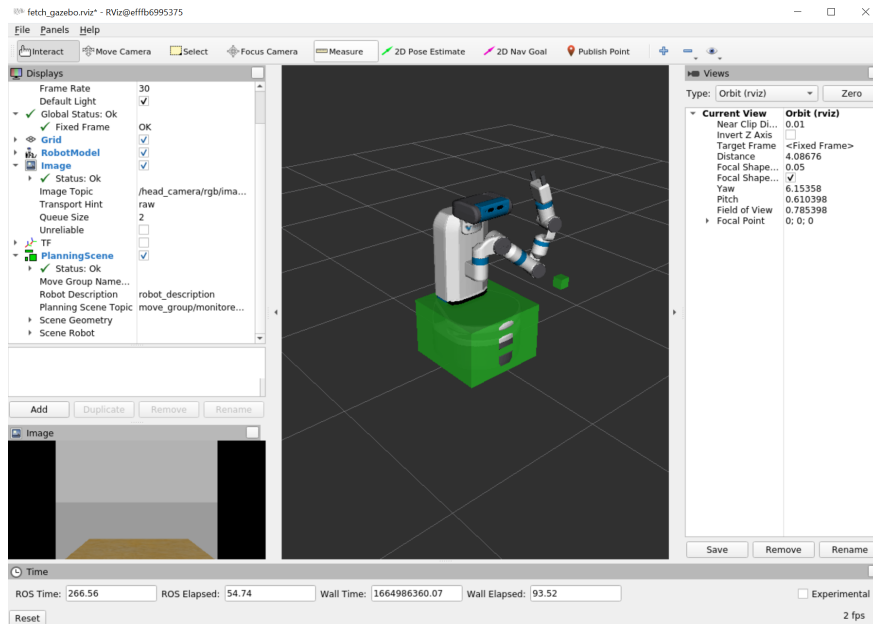 fetch_gazebo.rviz* - RViz@efffb6995375
File Panels Help
Interact Move Camera Select Focus Camera Measure 2D Pose Estimate 2D Nav Goal Publish Point
Displays
Frame Rate 30
Default Light
Global Status: Ok
Fixed Frame OK
Grid
RobotModel
Image
Status: Ok
Image Topic /head_camera/rgb/ima...
Transport Hint raw
Queue Size 2
Unreliable
TF
PlanningScene
Status: Ok
Move Group Name...
Robot Description robot_description
Planning Scene Topic move_group/monitore...
Scene Geometry
Scene Robot
Add Duplicate Remove Rename
Image
Views
Type: Orbit (rviz) Zero
Current View Orbit (rviz)
Near Clip Di... 0.01
Invert Z Axis
Target Frame <Fixed Frame>
Distance 4.08676
Focal Shape... 0.05
Focal Shape...
Yaw 6.15358
Pitch 0.610398
Field of View 0.785398
Focal Point 0; 0; 0
Save Remove Rename
Time
ROS Time: 266.56 ROS Elapsed: 54.74 Wall Time: 1664986360.07 Wall Elapsed: 93.52 Experimental
Reset 2 fps